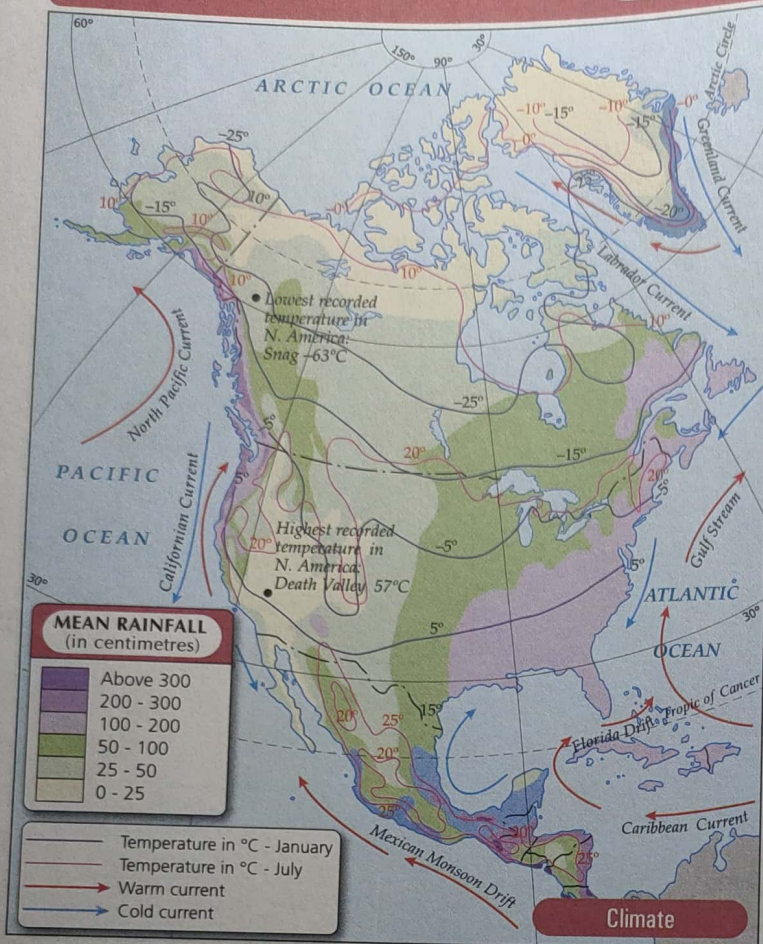 60°
150°
90°
30°
Arctic Circle
ARCTIC OCEAN
-10°
-15°
-10°
-15°
-0°
0°
Greenland Current
-25°
10°
-15°
10°
10°
-0°
-20°
10°
10°
Labrador Current
Lowest recorded
temperature in
N. America:
Snag -63°C
10°
North Pacific Current
-25°
-5°
20°
-15°
20°
-5°
PACIFIC
OCEAN
5°
Californian Current
Highest recorded
temperature in
N. America:
Death Valley 57°C
20°
-5°
Gulf Stream
5°
30°
ATLANTIC
OCEAN
30°
5°
MEAN RAINFALL
(in centimetres)
Above 300
200 - 300
100 - 200
50 - 100
25 - 50
0 - 25
20°
25°
15°
20°
25°
Tropic of Cancer
Florida Drift
Caribbean Current
20°
25°
Mexican Monsoon Drift
Temperature in °C - January
Temperature in °C - July
Warm current
Cold current
Climate